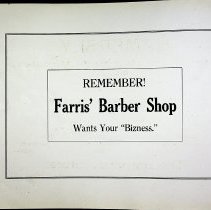 REMEMBER!
Farris' Barber Shop
Wants Your "Bizness."